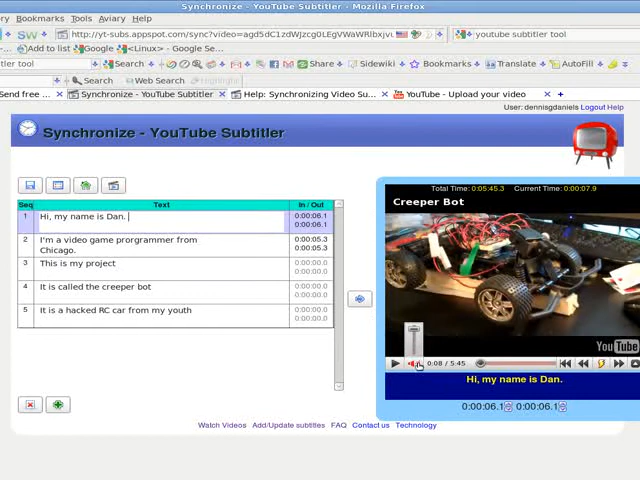 Synchronize - YouTube Subtitler - Mozilla Firefox
Bookmarks Tools Aviary Help
http://yt-subs.appspot.com/sync?video= youtube subtitler tool
Add to list Google <Linux> - Google Se...
tler tool Search Share Sidewiki Bookmarks Translate AutoFill
Search Web Search Highlight
Send free ... Synchronize - YouTube Subtitler Help: Synchronizing Video Su... YouTube - Upload your video
User: dennisgdaniels Logout Help
Synchronize - YouTube Subtitler
Total Time: 0:05:45.3 Current Time: 0:00:07.9
Creeper Bot
Seq Text In / Out
1 Hi, my name is Dan. 0:00:06.1
0:00:06.1
2 I'm a video game prorgrammer from 0:00:05.3
Chicago. 0:00:05.3
3 This is my project 0:00:00.0
0:00:00.0
4 It is called the creeper bot 0:00:00.0
0:00:00.0
5 It is a hacked RC car from my youth 0:00:00.0
0:00:00.0
YouTube
0:08 / 5:45
Hi, my name is Dan.
0:00:06.1 0:00:06.1
Watch Videos Add/Update subtitles FAQ Contact us Technology